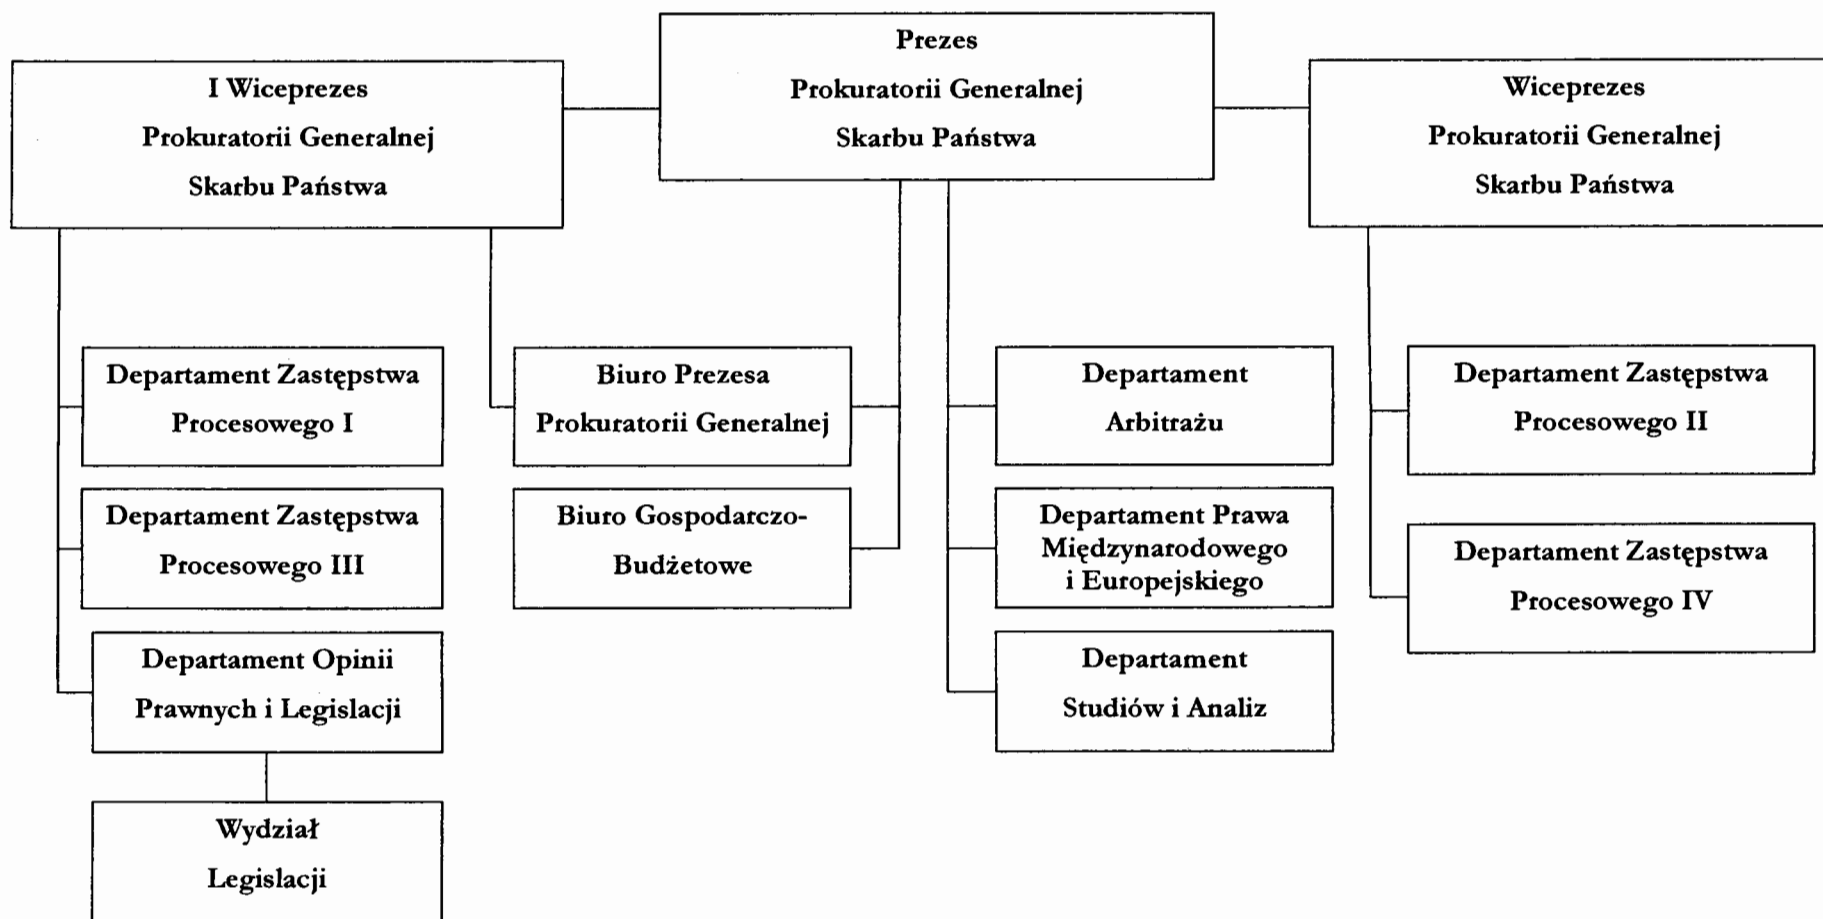 Prezes
Prokuratorii Generalnej
Skarbu Państwa
I Wiceprezes
Prokuratorii Generalnej
Skarbu Państwa
Wiceprezes
Prokuratorii Generalnej
Skarbu Państwa
Departament Zastępstwa
Procesowego I
Biuro Prezesa
Prokuratorii Generalnej
Departament
Arbitrażu
Departament Zastępstwa
Procesowego II
Departament Zastępstwa
Procesowego III
Biuro Gospodarczo-
Budżetowe
Departament Prawa
Międzynarodowego
i Europejskiego
Departament Zastępstwa
Procesowego IV
Departament Opinii
Prawnych i Legislacji
Departament
Studiów i Analiz
Wydział
Legislacji